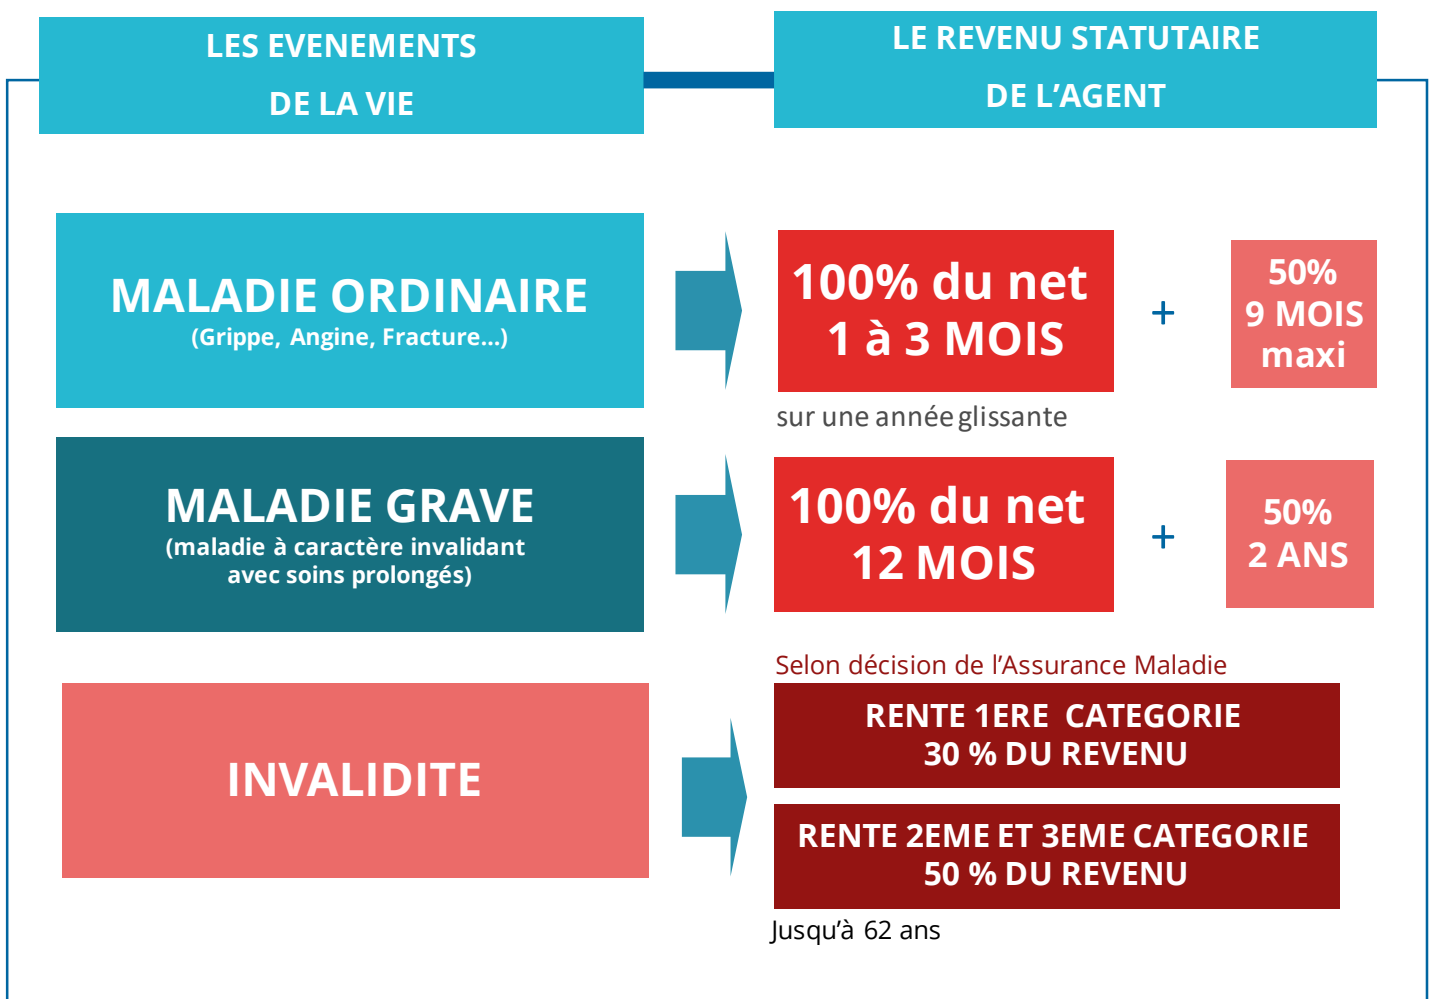 LES EVENEMENTS
DE LA VIE
LE REVENU STATUTAIRE
DE L’AGENT
MALADIE ORDINAIRE
(Grippe, Angine, Fracture...)
100% du net
1 à 3 MOIS
+
50%
9 MOIS
maxi
sur une année glissante
MALADIE GRAVE
(maladie à caractère invalidant
avec soins prolongés)
100% du net
12 MOIS
+
50%
2 ANS
Selon décision de l’Assurance Maladie
INVALIDITE
RENTE 1ERE CATEGORIE
30 % DU REVENU
RENTE 2EME ET 3EME CATEGORIE
50 % DU REVENU
Jusqu’à 62 ans